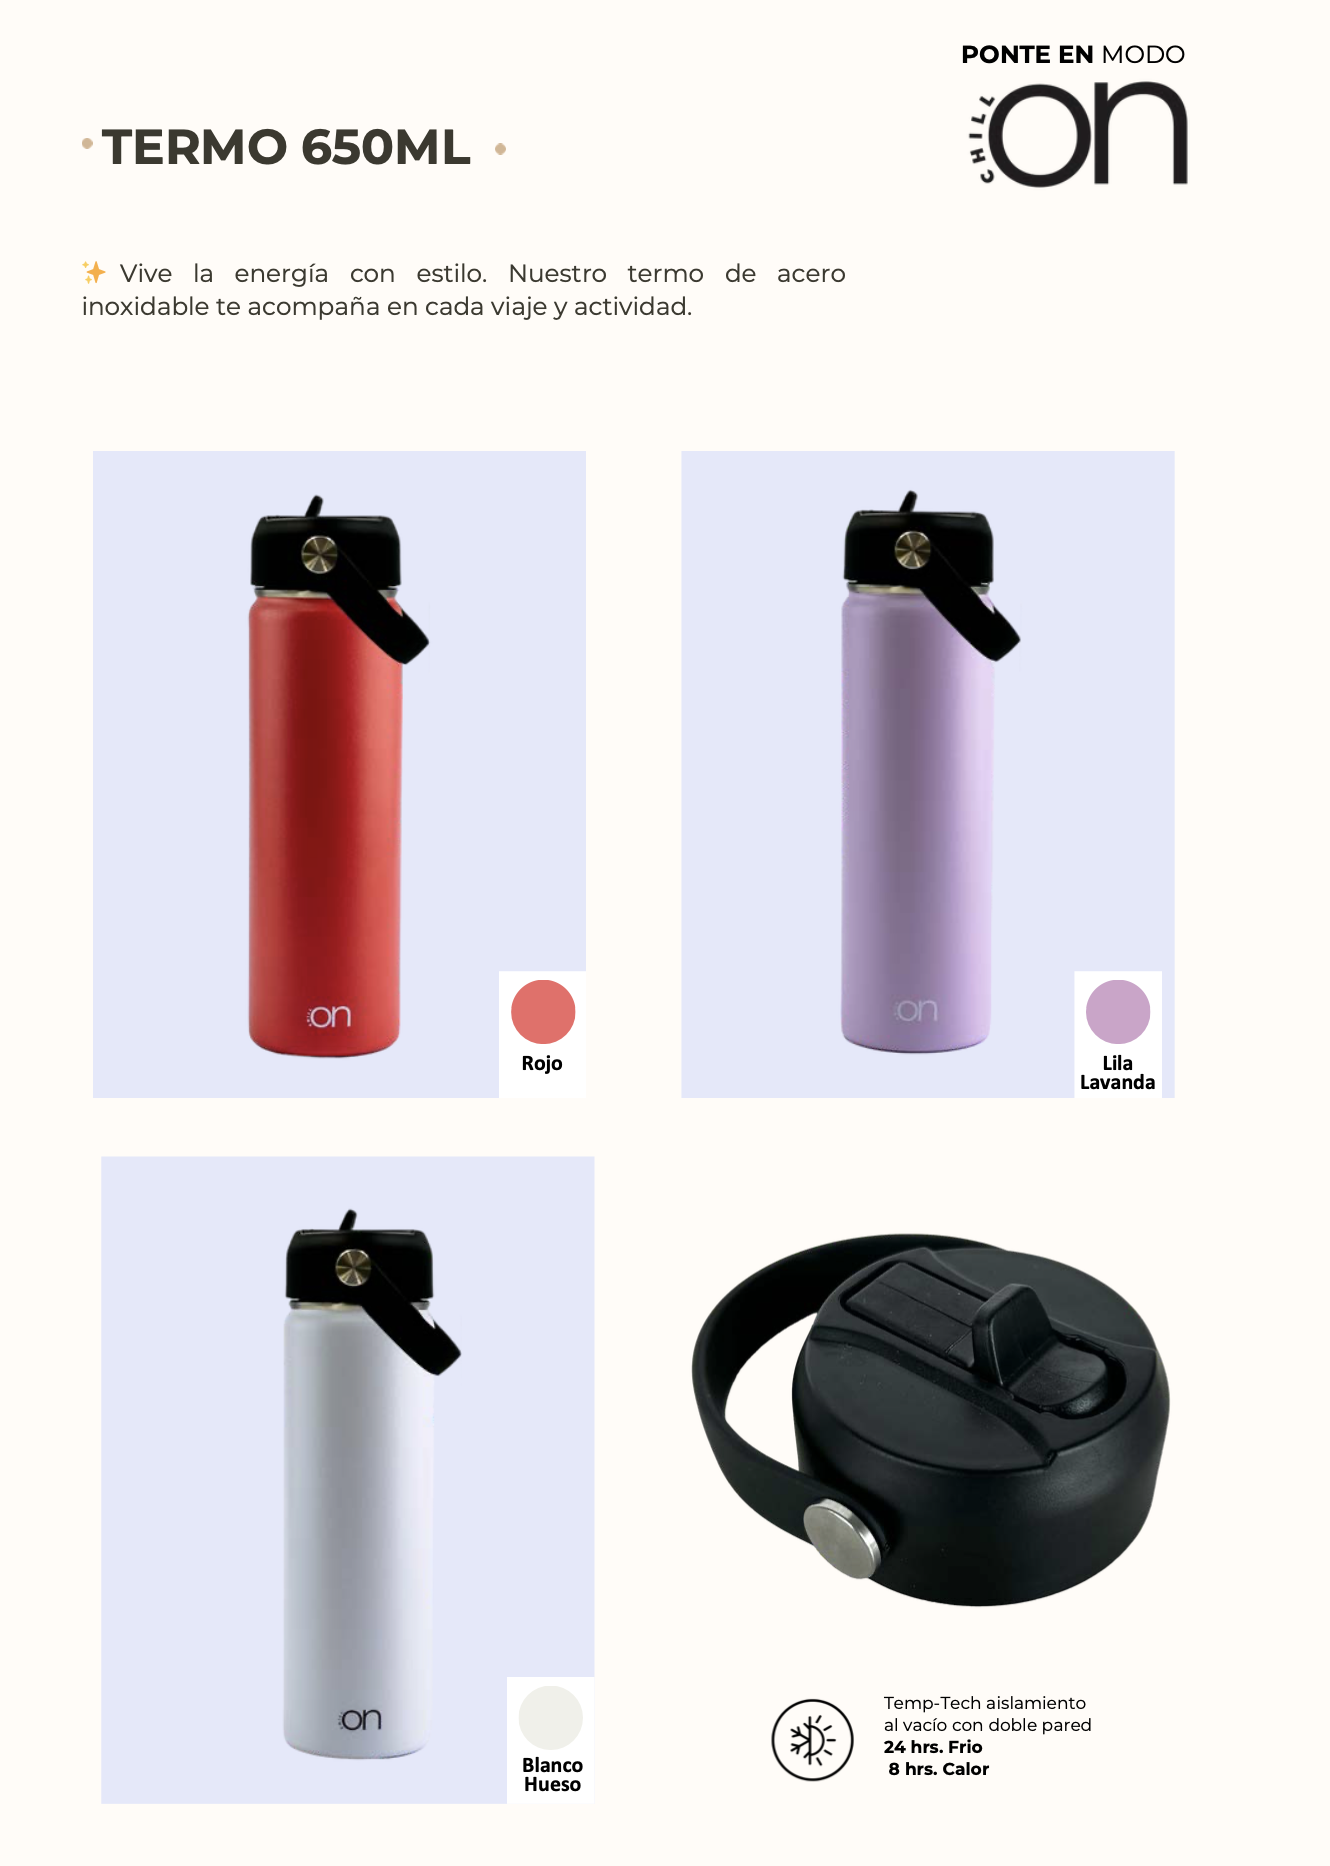 PONTE EN MODO
CHILL
on
TERMO 650ML
✨ Vive la energía con estilo. Nuestro termo de acero
inoxidable te acompaña en cada viaje y actividad.
on
Rojo
on
Lila
Lavanda
on
Blanco
Hueso
Temp-Tech aislamiento
al vacío con doble pared
24 hrs. Frio
8 hrs. Calor